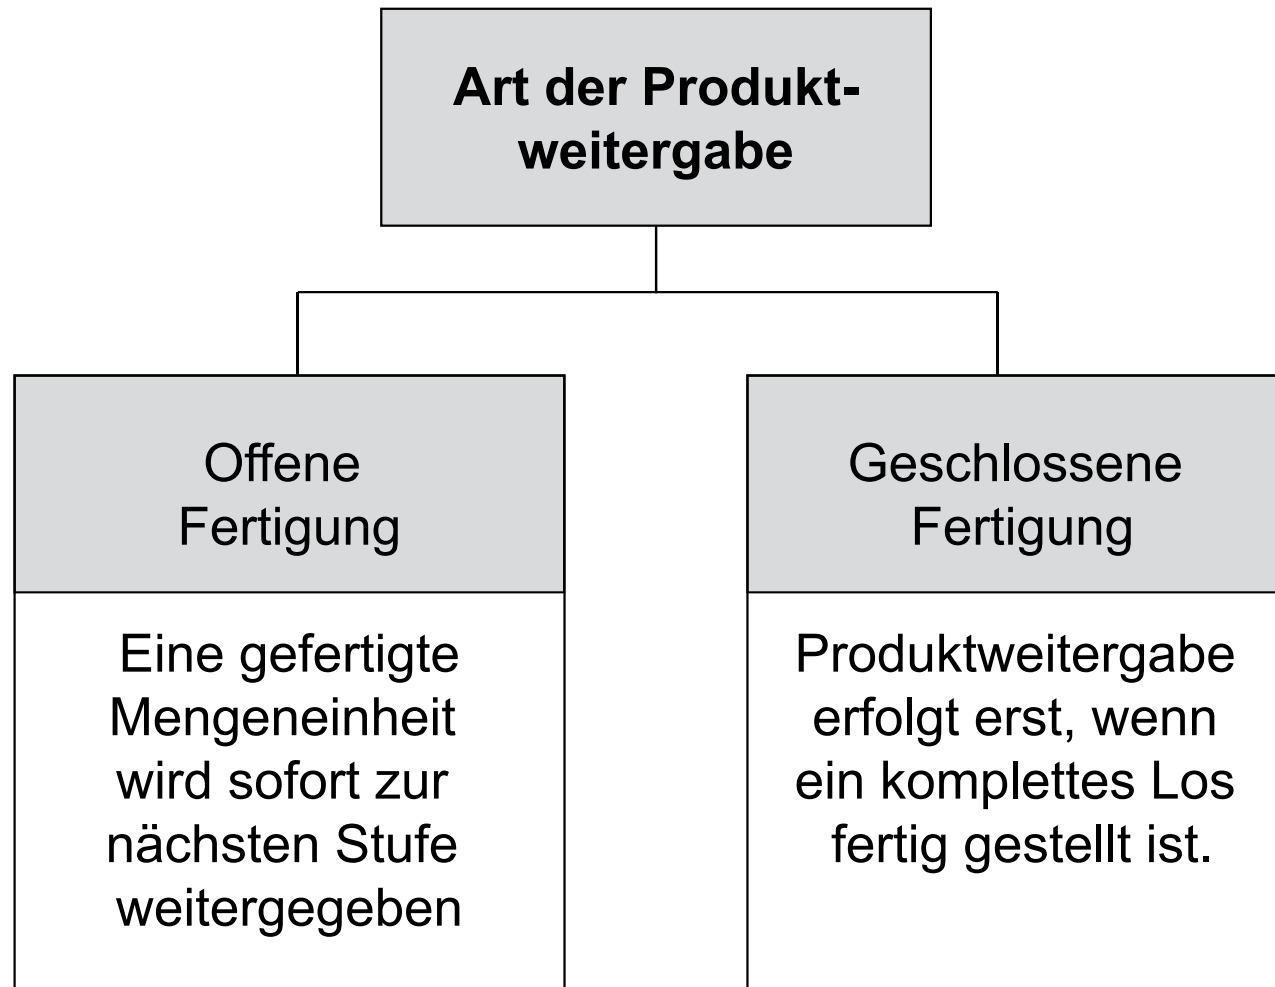 Art der Produkt-
weitergabe
Offene
Fertigung
Eine gefertigte
Mengeneinheit
wird sofort zur
nächsten Stufe
weitergegeben
Geschlossene
Fertigung
Produktweitergabe
erfolgt erst, wenn
ein komplettes Los
fertig gestellt ist.